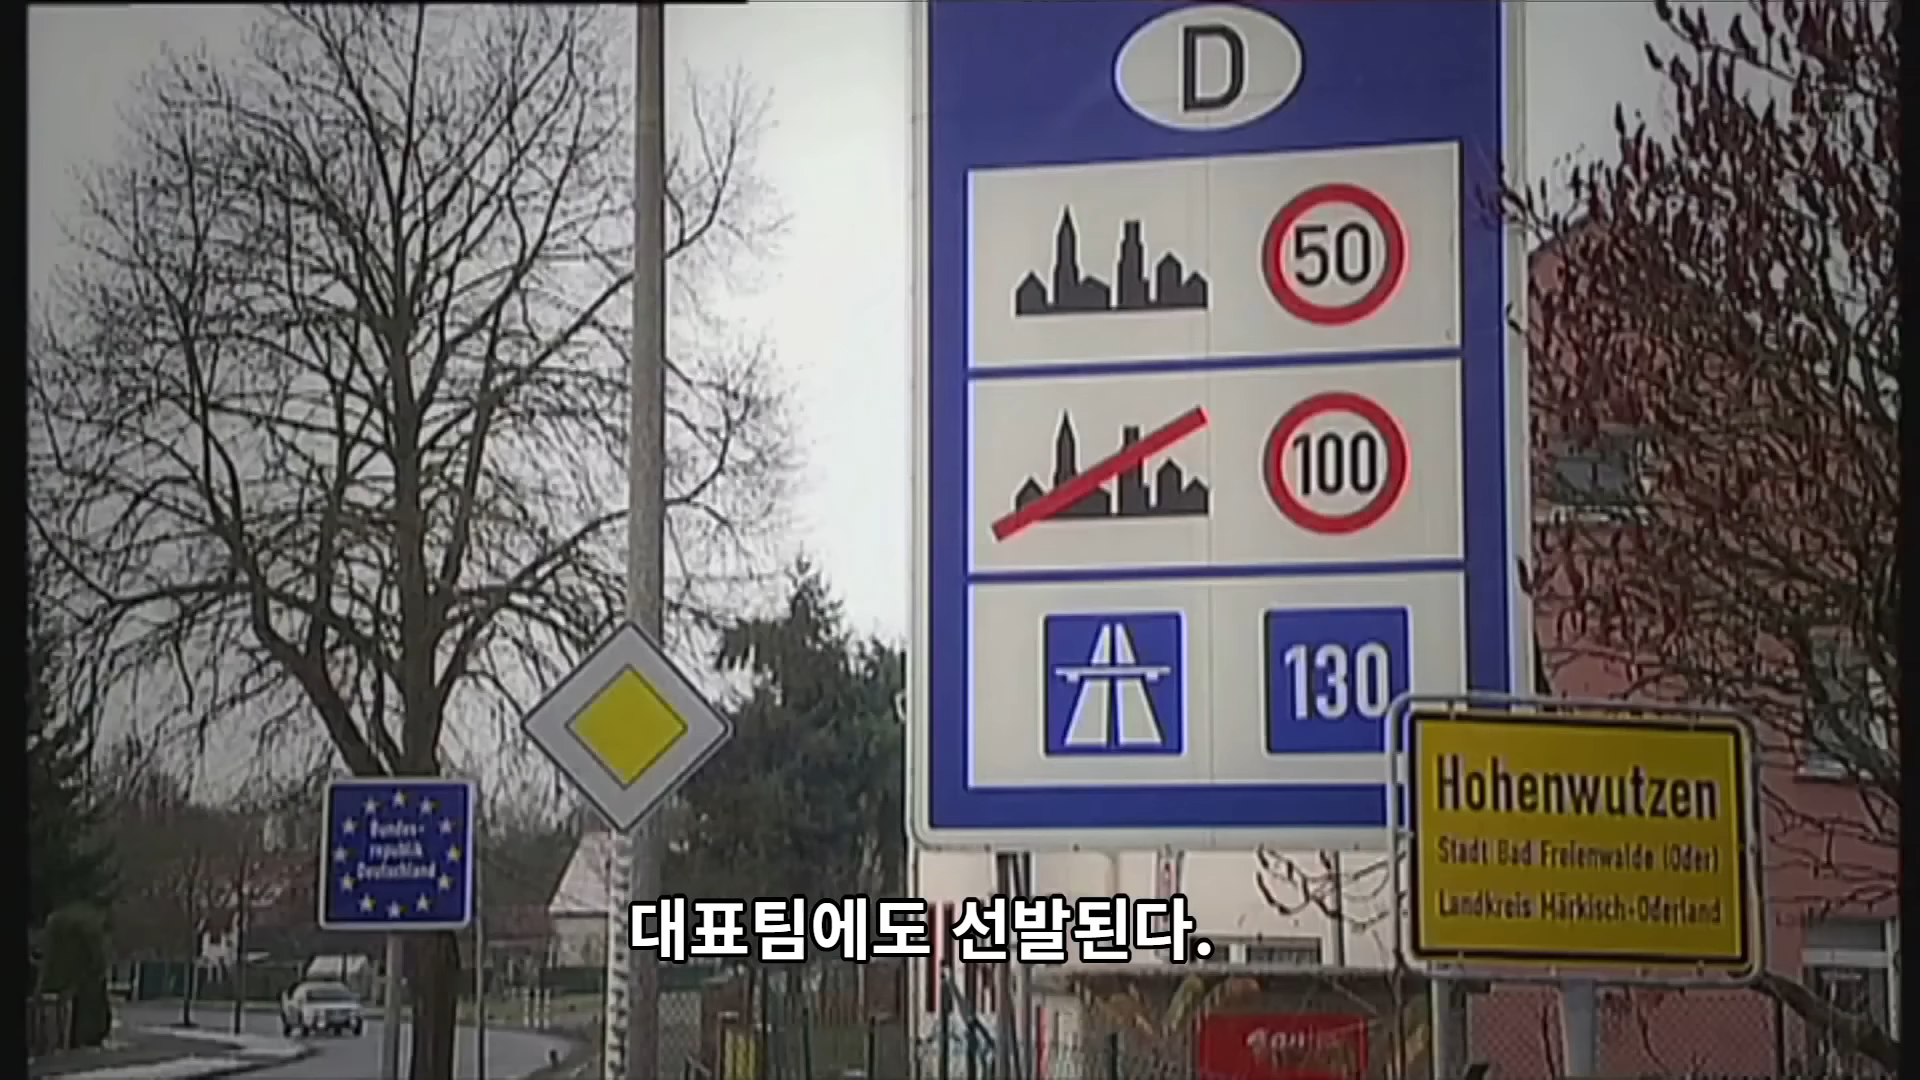 D
50
100
130
Hohenwutzen
Stadt Bad Freienwalde (Oder)
Landkreis Märkisch-Oderland
Bundes-
republik
Deutschland
대표팀에도 선발된다.